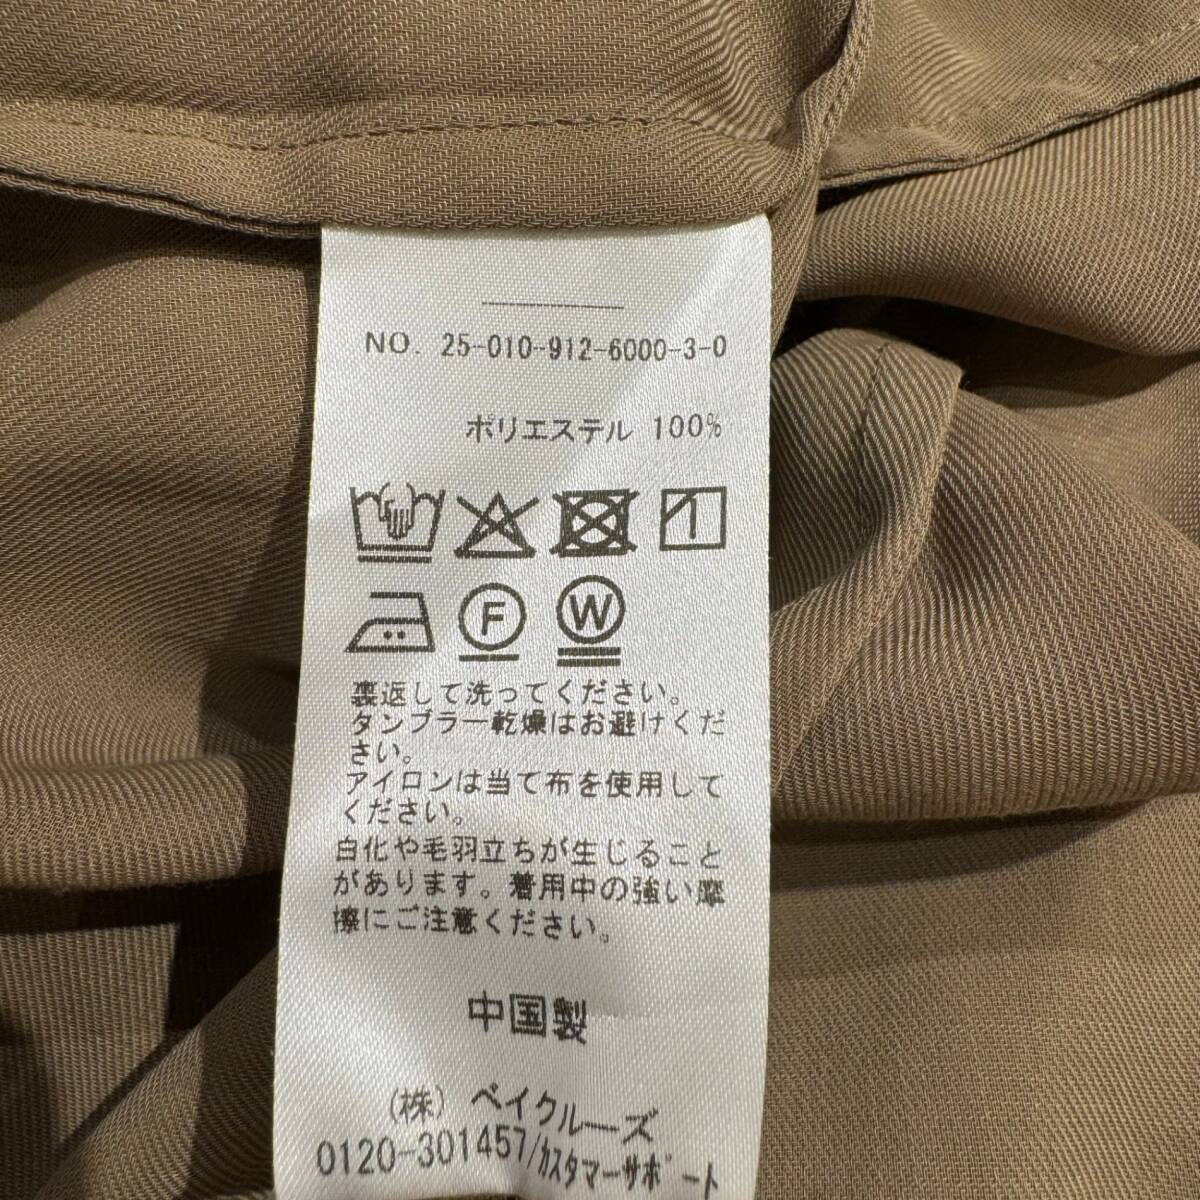 NO. 25-010-912-6000-3-0
ポリエステル 100%
F W
裏返して洗ってください。
タンブラー乾燥はお避けくだ
さい。
アイロンは当て布を使用して
ください。
白化や毛羽立ちが生じること
があります。着用中の強い摩
擦にご注意ください。
中国製
(株) ベイクルーズ
0120-301457/ｶｽﾀﾏｰｻﾎﾟｰﾄ